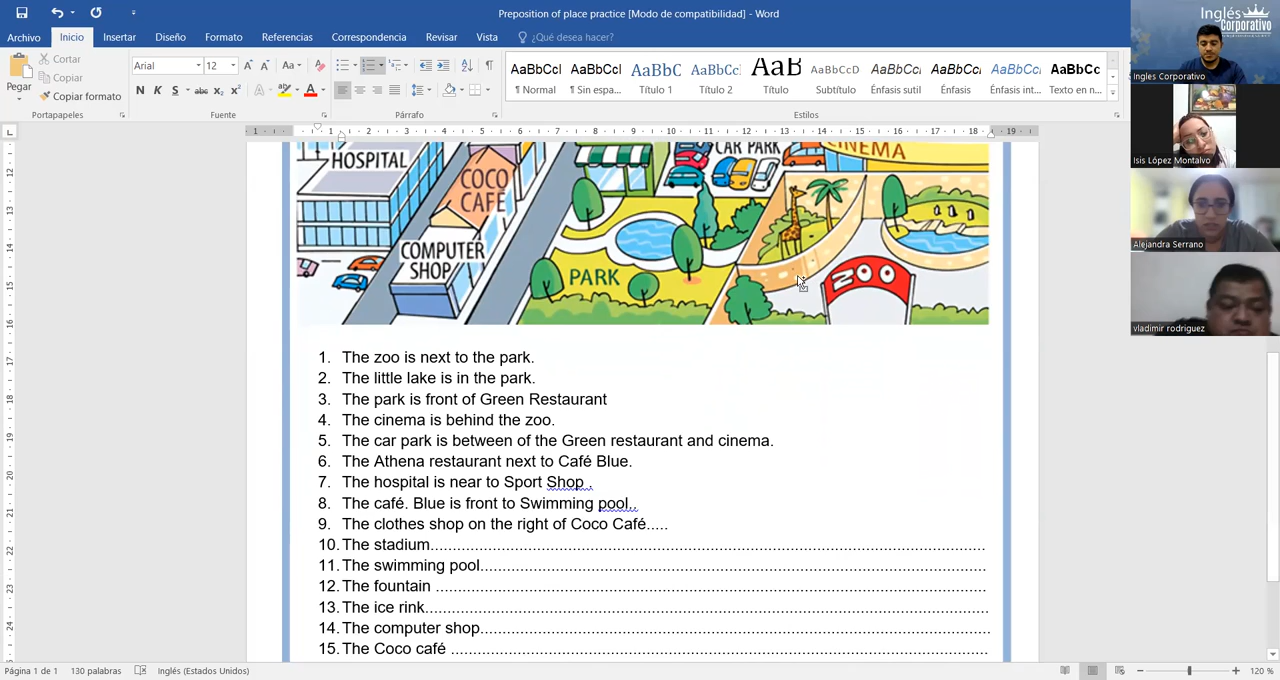 Preposition of place practice [Modo de compatibilidad] - Word
Archivo Inicio Insertar Diseño Formato Referencias Correspondencia Revisar Vista ¿Qué desea hacer?
Pegar
Cortar
Copiar
Copiar formato
Arial 12
N K S abc x₂ x²
AaBbCcI ¶ Normal
AaBbCcI ¶ Sin espa...
AaBbC Título 1
AaBbCc Título 2
AaB Título
AaBbCcD Subtítulo
AaBbCcI Énfasis sutil
AaBbCcI Énfasis
AaBbCcI Énfasis int...
AaBbCc Texto en n...
Portapapeles Fuente Párrafo Estilos
Inglés
Corporativo
Ingles Corporativo
Isis López Montalvo
Alejandra Serrano
vladimir rodriguez
HOSPITAL
COCO
CAFÉ
COMPUTER
SHOP
PARK
CAR PARK
CINEMA
ZOO
1. The zoo is next to the park.
2. The little lake is in the park.
3. The park is front of Green Restaurant
4. The cinema is behind the zoo.
5. The car park is between of the Green restaurant and cinema.
6. The Athena restaurant next to Café Blue.
7. The hospital is near to Sport Shop .
8. The café. Blue is front to Swimming pool..
9. The clothes shop on the right of Coco Café.....
10. The stadium........................................
11. The swimming pool........................................
12. The fountain ........................................
13. The ice rink........................................
14. The computer shop........................................
15. The Coco café ........................................
Página 1 de 1 130 palabras Inglés (Estados Unidos) 120 %